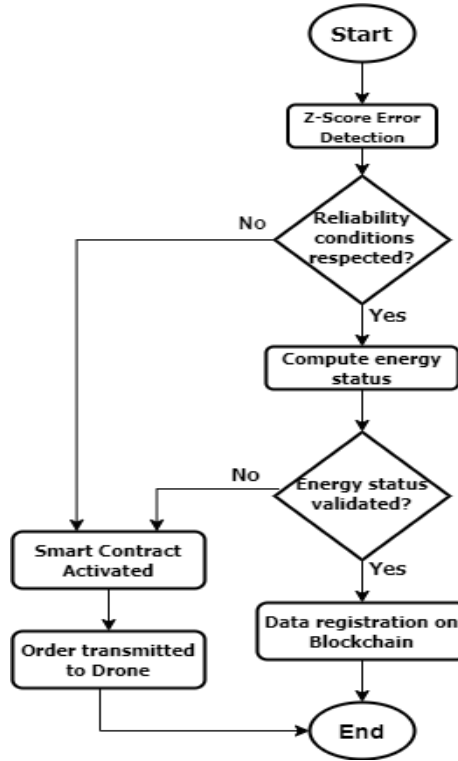 Start
Z-Score Error
Detection
No
Reliability
conditions
respected?
Yes
Compute energy
status
No
Energy status
validated?
Yes
Smart Contract
Activated
Data registration on
Blockchain
Order transmitted
to Drone
End